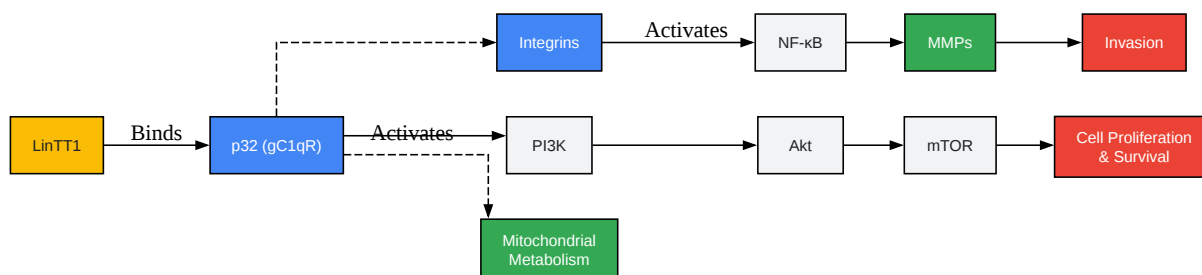 Integrins
Activates
NF-κB
MMPs
Invasion
LinTT1
Binds
p32 (gC1qR)
Activates
PI3K
Akt
mTOR
Cell Proliferation
& Survival
Mitochondrial
Metabolism